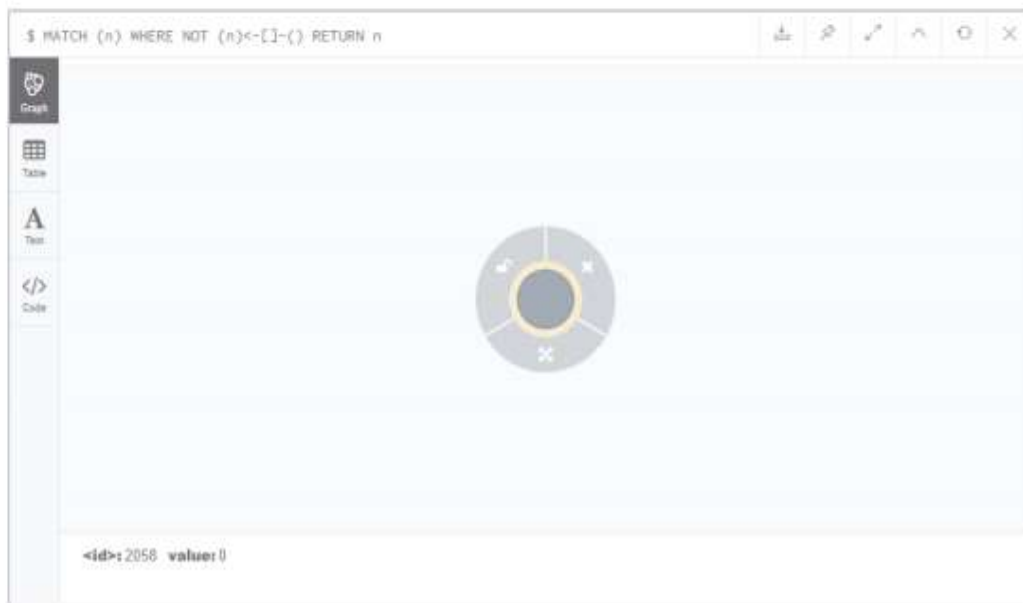 $ MATCH (n) WHERE NOT (n)<-[]-() RETURN n
Graph
Table
A
Text
</>
Code
<id>: 2058 value: 0